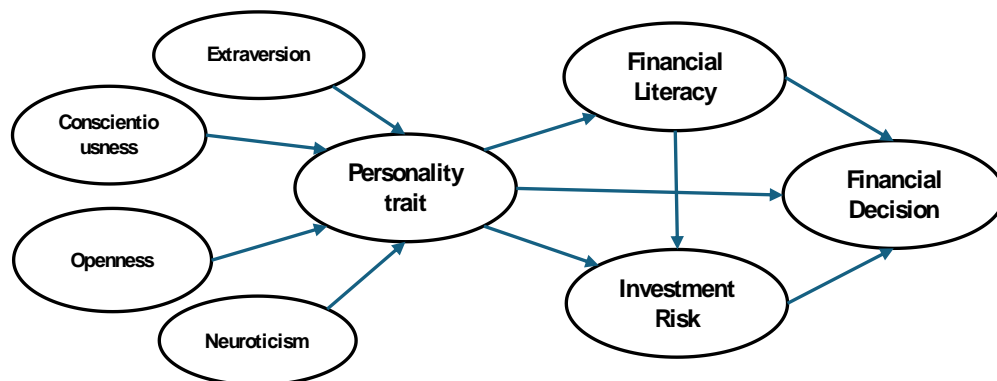 Extraversion
Conscientio
usness
Openness
Neuroticism
Personality
trait
Financial
Literacy
Investment
Risk
Financial
Decision